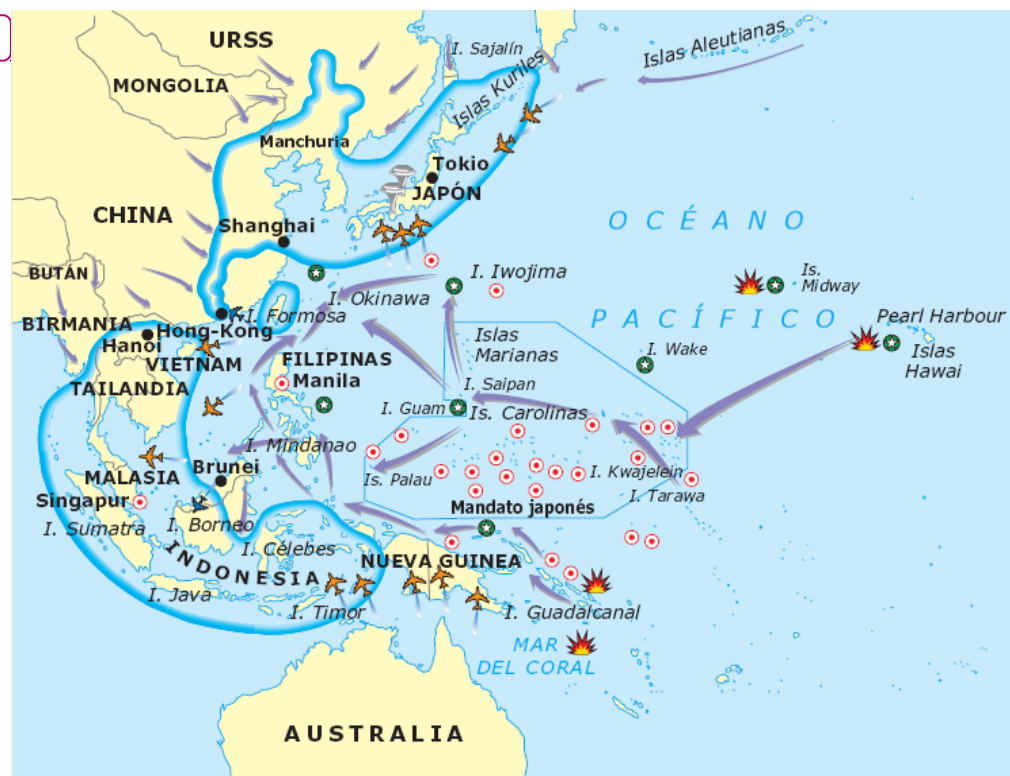 URSS
I. Sajalín
Islas Aleutianas
MONGOLIA
Islas Kuriles
Manchuria
Tokio
JAPÓN
CHINA
Shanghai
OCÉANO
BUTÁN
I. Iwojima
Is.
Midway
I. Okinawa
I. Formosa
PACÍFICO
Pearl Harbour
BIRMANIA
Hong-Kong
Hanoi
Islas
Marianas
I. Wake
Islas
Hawai
VIETNAM
FILIPINAS
Manila
TAILANDIA
I. Saipan
I. Guam
Is. Carolinas
I. Mindanao
Brunei
MALASIA
Is. Palau
I. Kwajelein
I. Tarawa
Singapur
Mandato japonés
I. Sumatra
I. Borneo
I. Célebes
INDONESIA
NUEVA GUINEA
I. Java
I. Timor
I. Guadalcanal
MAR
DEL CORAL
AUSTRALIA